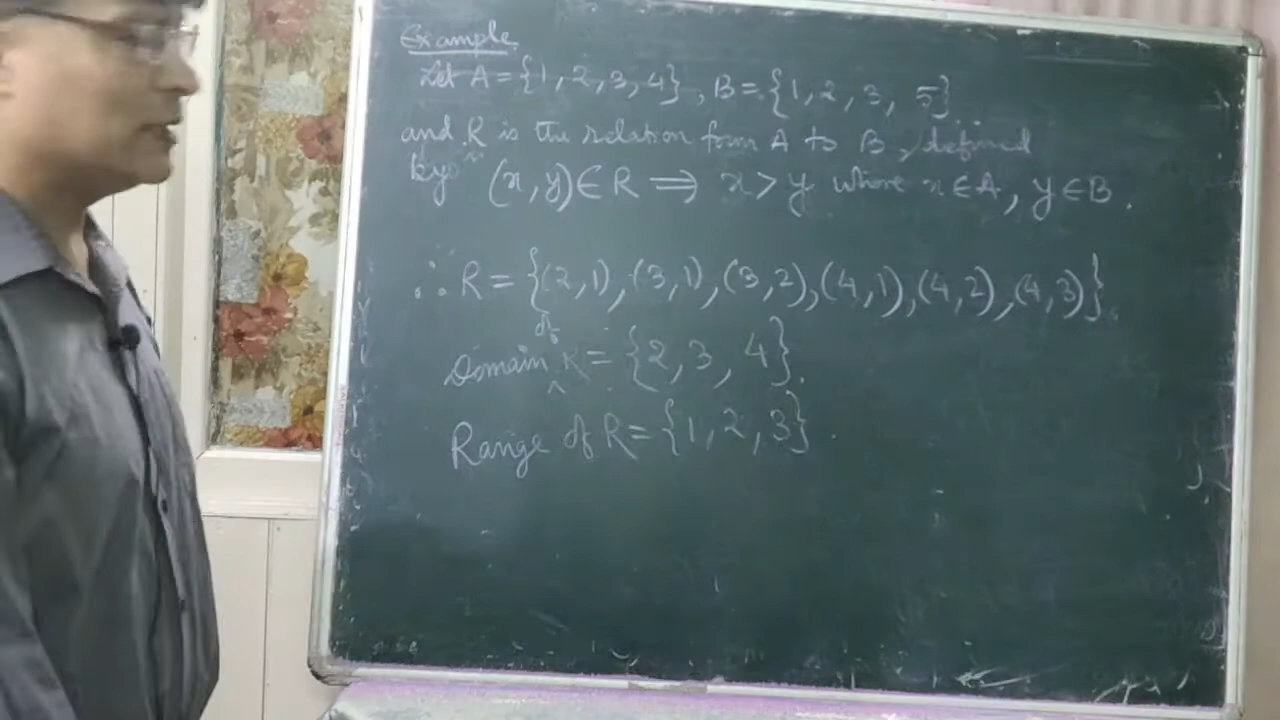 Example.
Let A = {1, 2, 3, 4}, B = {1, 2, 3, 5}
and R is the relation form A to B, defined
by (x, y) ∈ R ⟹ x > y where x ∈ A, y ∈ B.
∴ R = {(2,1), (3,1), (3,2), (4,1), (4,2), (4,3)}.
Domain of R = {2, 3, 4}.
Range of R = {1, 2, 3}.